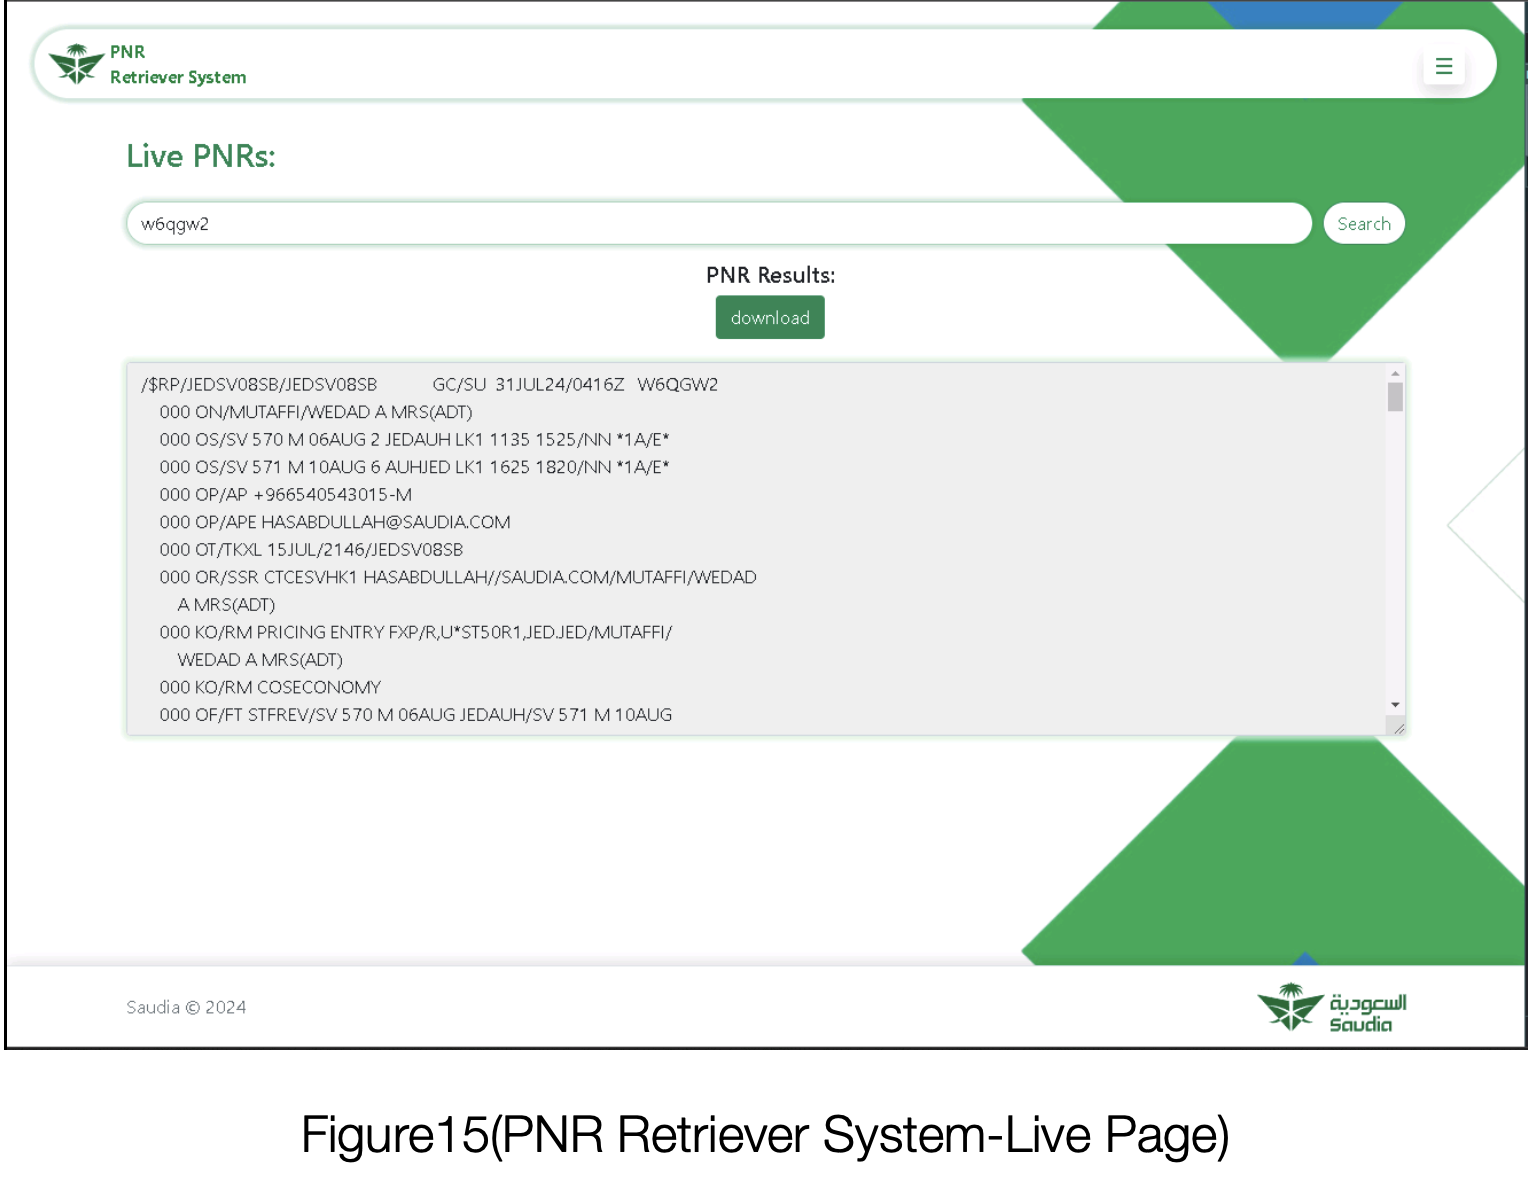 PNR
Retriever System
☰
Live PNRs:
w6qgw2
Search
PNR Results:
download
/$RP/JEDSV08SB/JEDSV08SB GC/SU 31JUL24/0416Z W6QGW2
000 ON/MUTAFFI/WEDAD A MRS(ADT)
000 OS/SV 570 M 06AUG 2 JEDAUH LK1 1135 1525/NN *1A/E*
000 OS/SV 571 M 10AUG 6 AUHJED LK1 1625 1820/NN *1A/E*
000 OP/AP +966540543015-M
000 OP/APE HASABDULLAH@SAUDIA.COM
000 OT/TKXL 15JUL/2146/JEDSV08SB
000 OR/SSR CTCESVHK1 HASABDULLAH//SAUDIA.COM/MUTAFFI/WEDAD
A MRS(ADT)
000 KO/RM PRICING ENTRY FXP/R,U*ST50R1,JED.JED/MUTAFFI/
WEDAD A MRS(ADT)
000 KO/RM COSECONOMY
000 OF/FT STFREV/SV 570 M 06AUG JEDAUH/SV 571 M 10AUG
Saudia © 2024
السعودية
Saudia
Figure15(PNR Retriever System-Live Page)